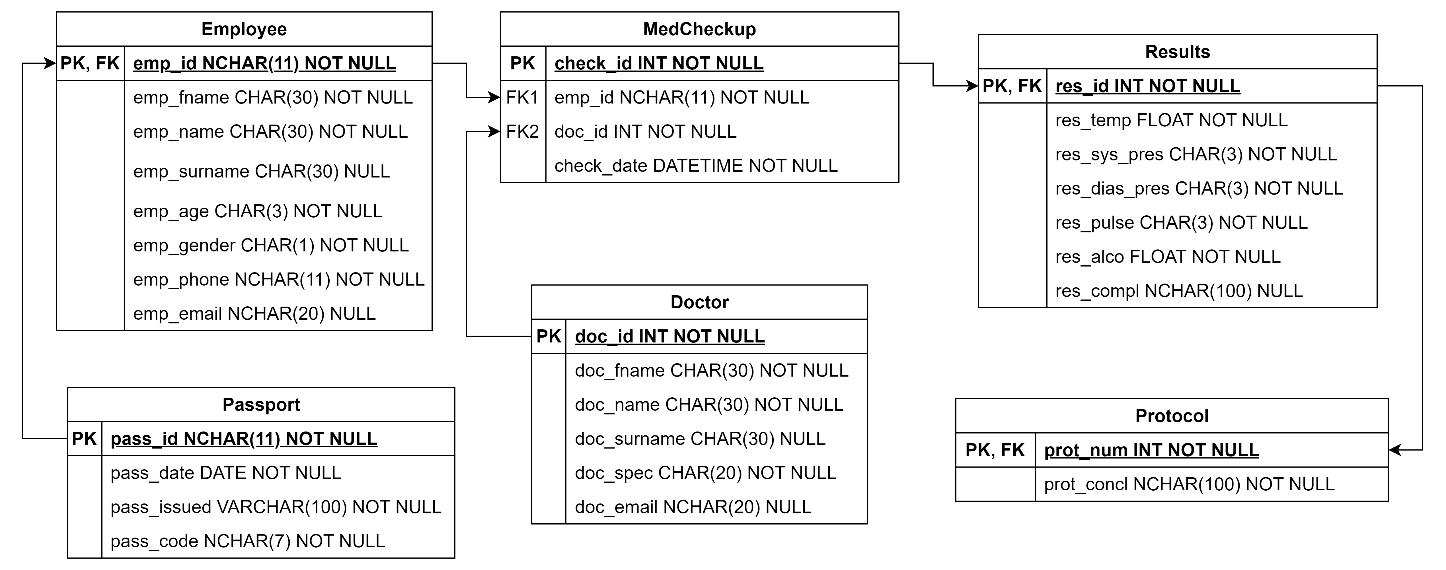 Employee
PK, FK emp_id NCHAR(11) NOT NULL
emp_fname CHAR(30) NOT NULL
emp_name CHAR(30) NOT NULL
emp_surname CHAR(30) NULL
emp_age CHAR(3) NOT NULL
emp_gender CHAR(1) NOT NULL
emp_phone NCHAR(11) NOT NULL
emp_email NCHAR(20) NULL
MedCheckup
PK check_id INT NOT NULL
FK1 emp_id NCHAR(11) NOT NULL
FK2 doc_id INT NOT NULL
check_date DATETIME NOT NULL
Results
PK, FK res_id INT NOT NULL
res_temp FLOAT NOT NULL
res_sys_pres CHAR(3) NOT NULL
res_dias_pres CHAR(3) NOT NULL
res_pulse CHAR(3) NOT NULL
res_alco FLOAT NOT NULL
res_compl NCHAR(100) NULL
Doctor
PK doc_id INT NOT NULL
doc_fname CHAR(30) NOT NULL
doc_name CHAR(30) NOT NULL
doc_surname CHAR(30) NULL
doc_spec CHAR(20) NOT NULL
doc_email NCHAR(20) NULL
Passport
PK pass_id NCHAR(11) NOT NULL
pass_date DATE NOT NULL
pass_issued VARCHAR(100) NOT NULL
pass_code NCHAR(7) NOT NULL
Protocol
PK, FK prot_num INT NOT NULL
prot_concl NCHAR(100) NOT NULL